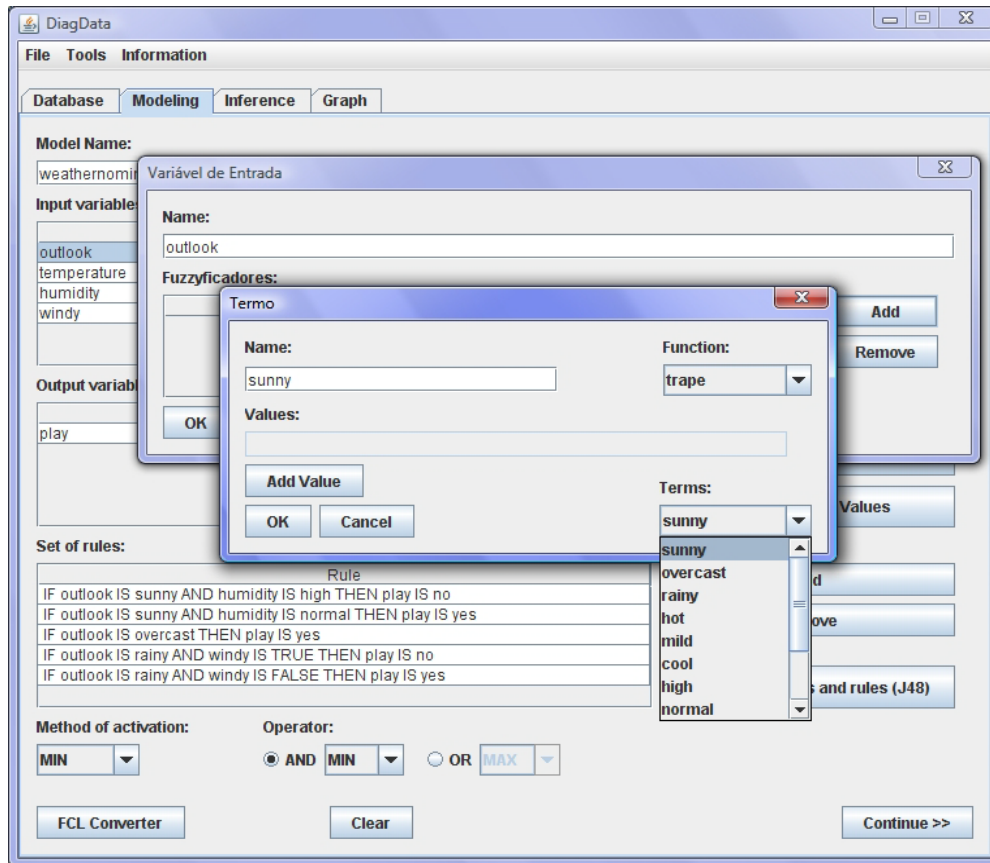 DiagData
File Tools Information
Database Modeling Inference Graph
Model Name:
Input variable
outlook
temperature
humidity
windy
Output variabl
play
Variável de Entrada
Name:
outlook
Fuzzyficadores:
Add
Remove
OK
Termo
Name:
sunny
Function:
trape
Values:
Add Value
OK Cancel
Terms:
sunny
sunny
overcast
rainy
hot
mild
cool
high
normal
Values
Set of rules:
Rule
IF outlook IS sunny AND humidity IS high THEN play IS no
IF outlook IS sunny AND humidity IS normal THEN play IS yes
IF outlook IS overcast THEN play IS yes
IF outlook IS rainy AND windy IS TRUE THEN play IS no
IF outlook IS rainy AND windy IS FALSE THEN play IS yes
and rules (J48)
Method of activation:
MIN
Operator:
AND MIN OR MAX
FCL Converter Clear Continue >>